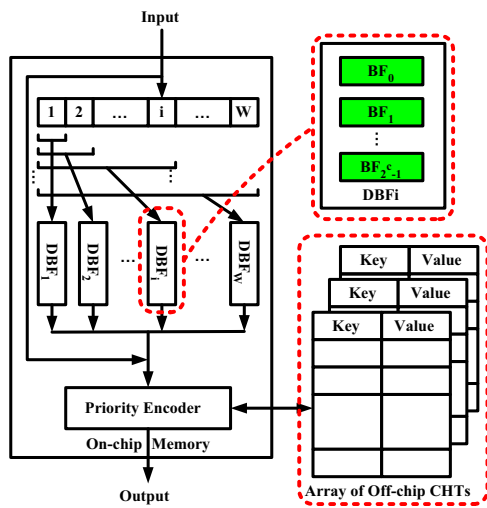 Input
1 2 ... i ... W
...
DBF1 DBF2 ... DBFi ... DBFW
Priority Encoder
On-chip Memory
Output
BF0
BF1
...
BF2^c-1
DBFi
Key Value
Key Value
Key Value
Array of Off-chip CHTs